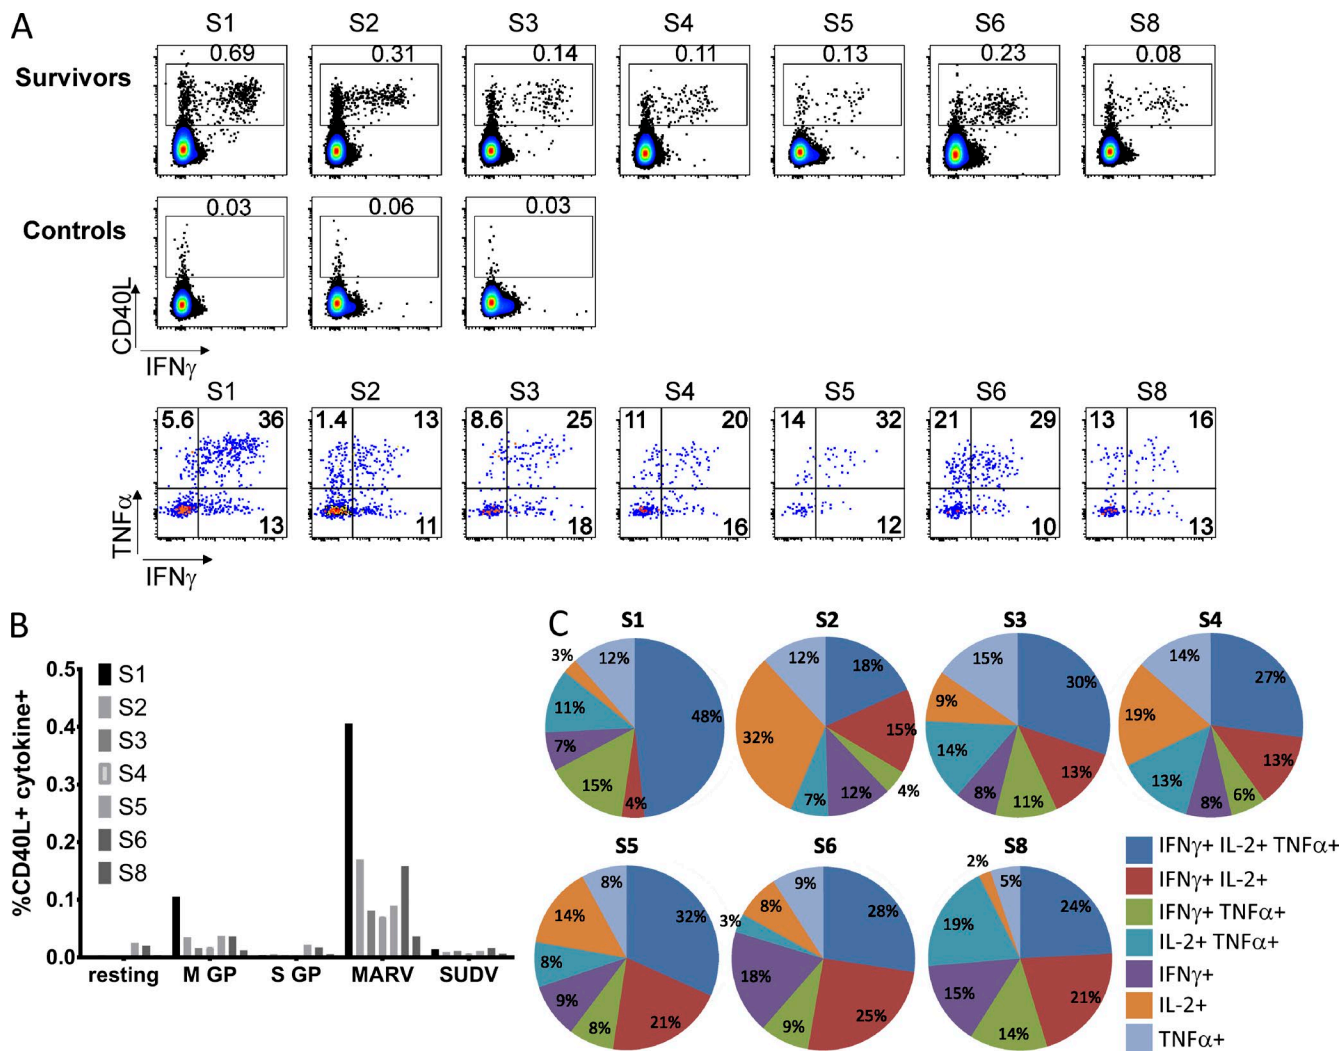 A
S1 S2 S3 S4 S5 S6 S8
Survivors
0.69 0.31 0.14 0.11 0.13 0.23 0.08
Controls
0.03 0.06 0.03
CD40L
IFNγ
S1 S2 S3 S4 S5 S6 S8
5.6 36 1.4 13 8.6 25 11 20 14 32 21 29 13 16
13 11 18 16 12 10 13
TNFα
IFNγ
B
%CD40L+ cytokine+
0.5
0.4
0.3
0.2
0.1
0.0
S1
S2
S3
S4
S5
S6
S8
resting M GP S GP MARV SUDV
C
S1
48%
4%
15%
7%
11%
3%
12%
S2
18%
15%
4%
12%
7%
32%
12%
S3
30%
13%
11%
8%
14%
9%
15%
S4
27%
13%
6%
8%
13%
19%
14%
S5
32%
21%
8%
9%
8%
14%
8%
S6
28%
25%
9%
18%
3%
8%
9%
S8
24%
21%
14%
15%
19%
2%
5%
IFNγ+ IL-2+ TNFα+
IFNγ+ IL-2+
IFNγ+ TNFα+
IL-2+ TNFα+
IFNγ+
IL-2+
TNFα+